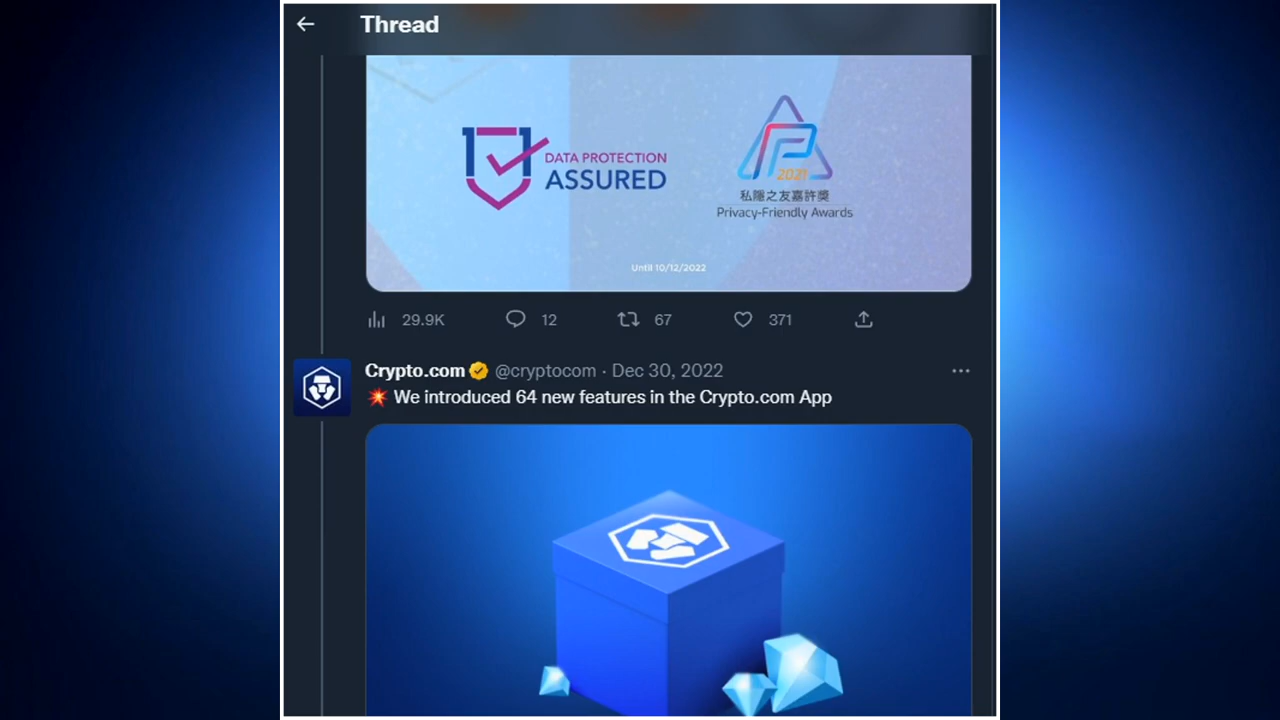 Thread
DATA PROTECTION
ASSURED
2021
私隱之友嘉許獎
Privacy-Friendly Awards
Until 10/12/2022
29.9K 12 67 371
Crypto.com @cryptocom · Dec 30, 2022
💥 We introduced 64 new features in the Crypto.com App